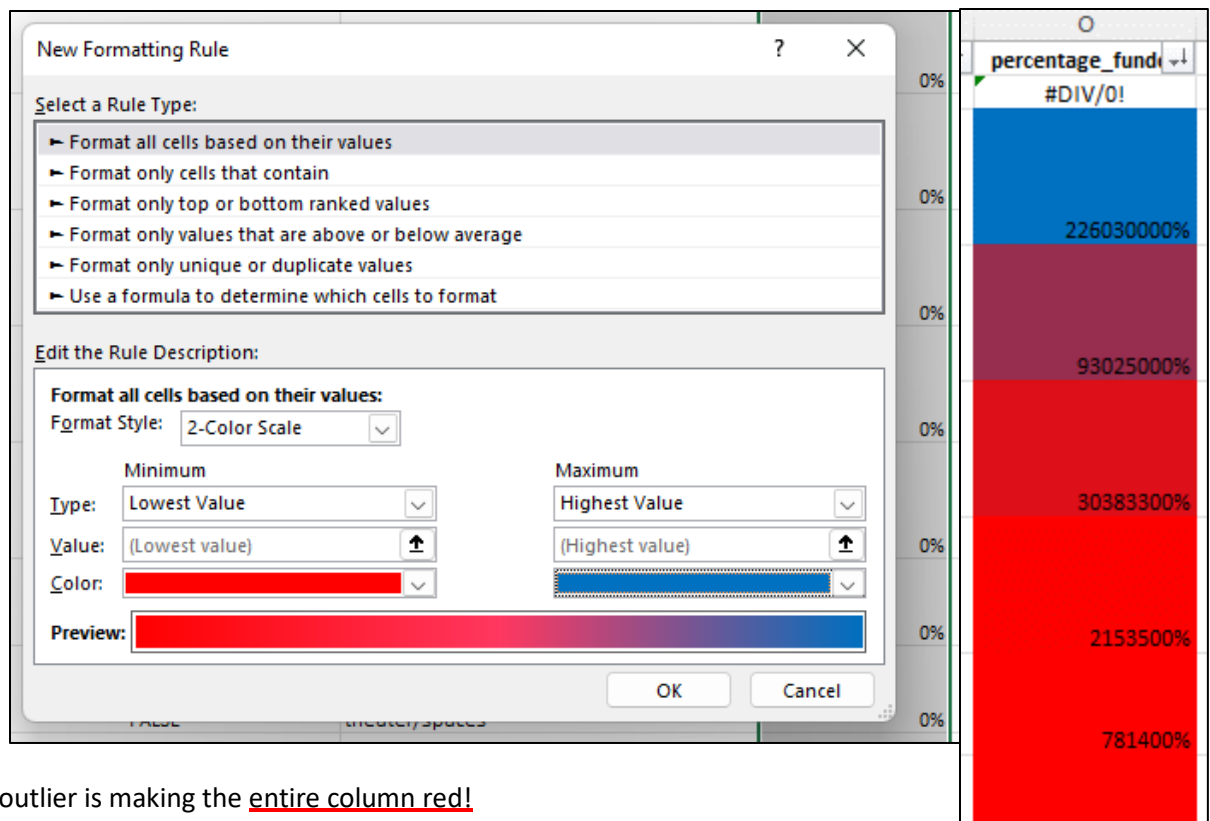 New Formatting Rule ? ×
Select a Rule Type:
► Format all cells based on their values
► Format only cells that contain
► Format only top or bottom ranked values
► Format only values that are above or below average
► Format only unique or duplicate values
► Use a formula to determine which cells to format
Edit the Rule Description:
Format all cells based on their values:
Format Style: 2-Color Scale
Minimum Maximum
Type: Lowest Value Highest Value
Value: (Lowest value) (Highest value)
Color:
Preview:
OK Cancel
0%
0%
0%
0%
0%
0%
0%
O
percentage_fund
#DIV/0!
226030000%
93025000%
30383300%
2153500%
781400%
outlier is making the entire column red!